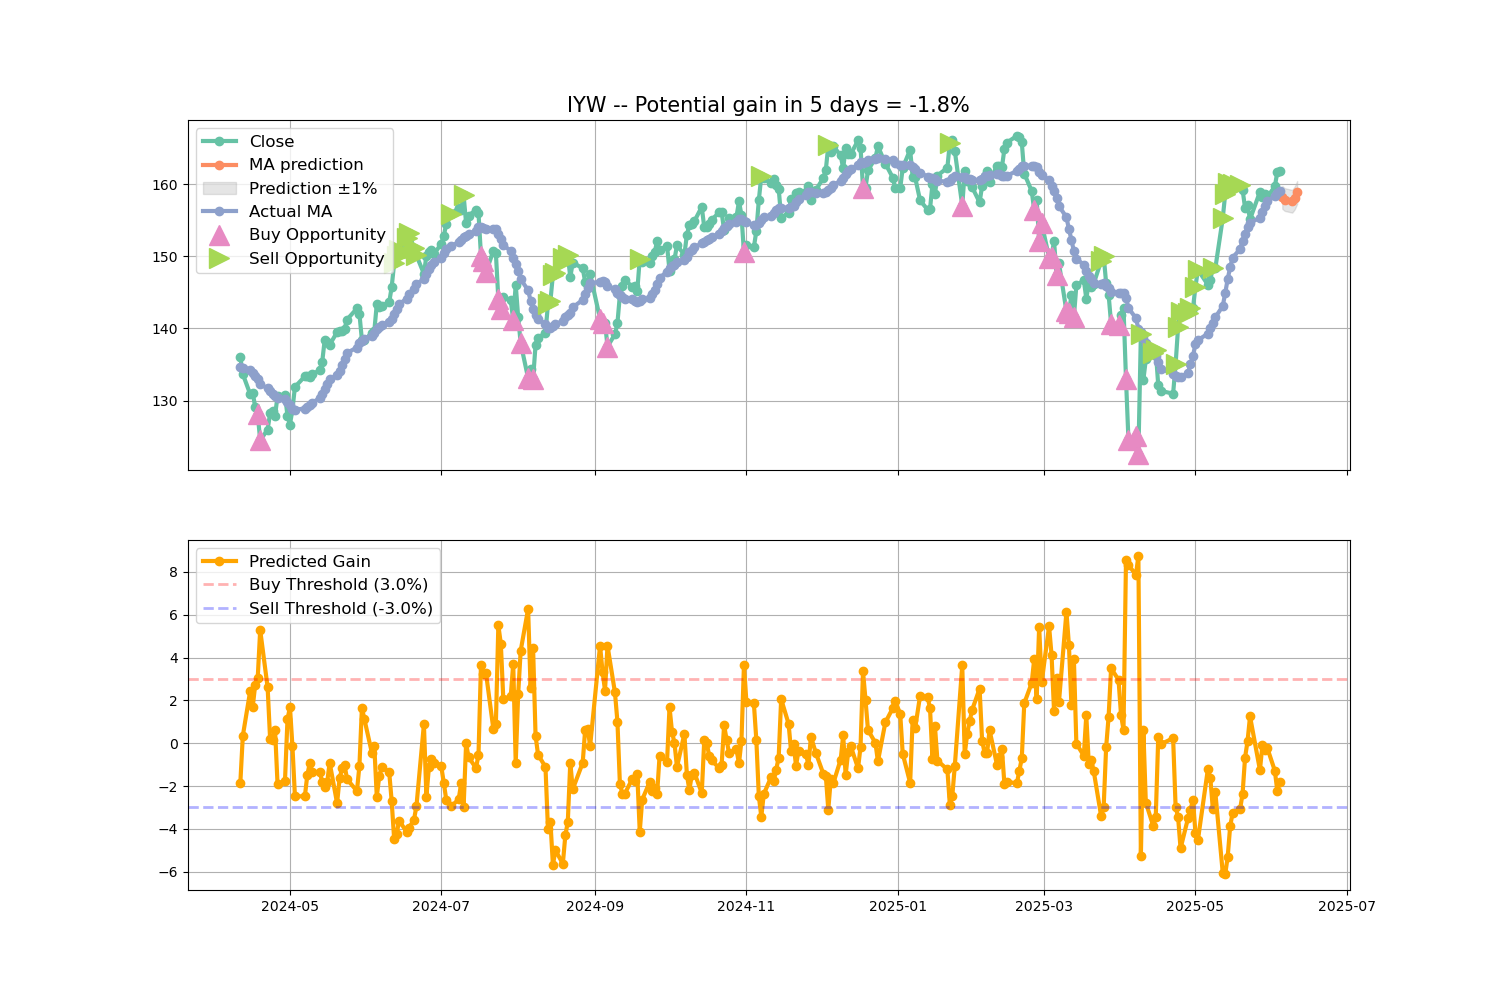 IYW -- Potential gain in 5 days = -1.8%
Close
MA prediction
Prediction ±1%
Actual MA
Buy Opportunity
Sell Opportunity
160
150
140
130
Predicted Gain
Buy Threshold (3.0%)
Sell Threshold (-3.0%)
8
6
4
2
0
−2
−4
−6
2024-05 2024-07 2024-09 2024-11 2025-01 2025-03 2025-05 2025-07